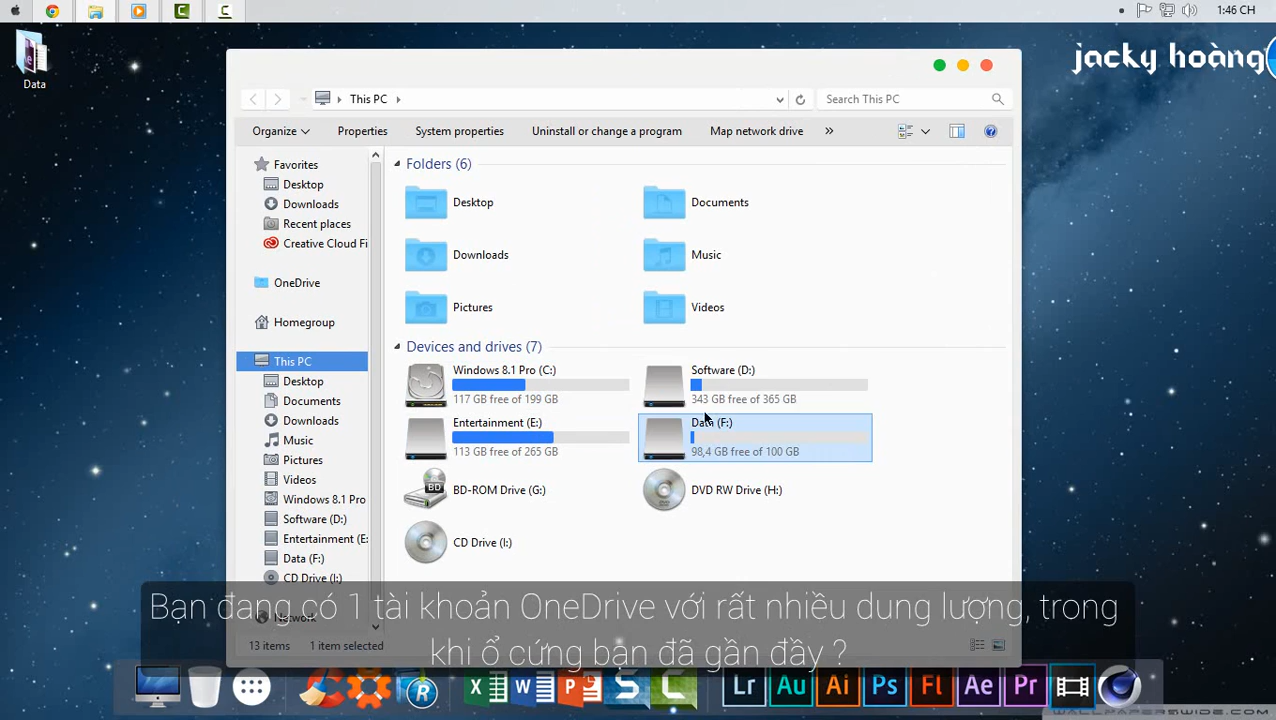 1:46 CH
Data
jacky hoàng
This PC
Search This PC
Organize
Properties
System properties
Uninstall or change a program
Map network drive
»
Favorites
Desktop
Downloads
Recent places
Creative Cloud Fi
OneDrive
Homegroup
This PC
Desktop
Documents
Downloads
Music
Pictures
Videos
Windows 8.1 Pro
Software (D:)
Entertainment (E:
Data (F:)
CD Drive (I:)
Network
Folders (6)
Desktop
Documents
Downloads
Music
Pictures
Videos
Devices and drives (7)
Windows 8.1 Pro (C:)
117 GB free of 199 GB
Software (D:)
343 GB free of 365 GB
Entertainment (E:)
113 GB free of 265 GB
Data (F:)
98,4 GB free of 100 GB
BD
BD-ROM Drive (G:)
DVD RW Drive (H:)
CD Drive (I:)
13 items
1 item selected
Bạn đang có 1 tài khoản OneDrive với rất nhiều dung lượng, trong
khi ổ cứng bạn đã gần đầy ?
Lr
Au
Ai
Ps
Fl
Ae
Pr
WALLPAPERSWIDE.COM